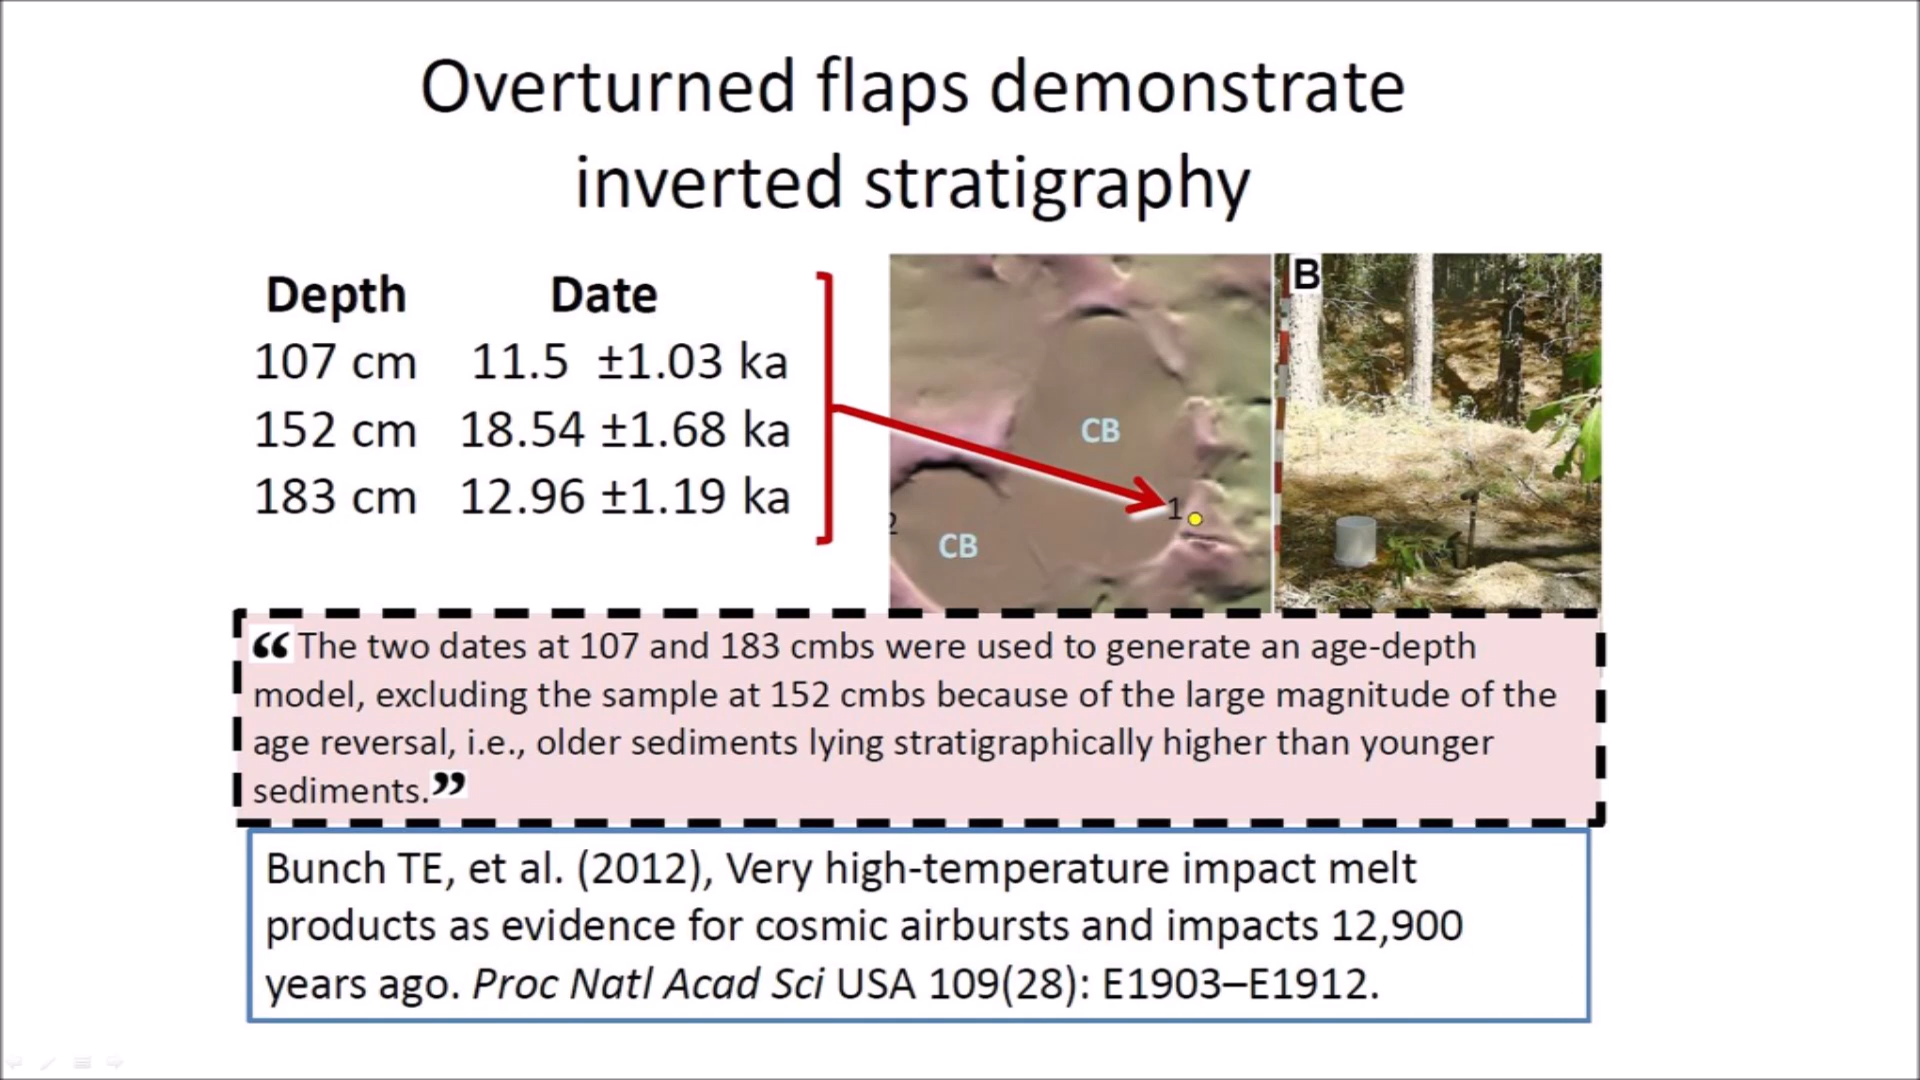 Overturned flaps demonstrate
inverted stratigraphy
Depth Date
107 cm 11.5 ±1.03 ka
152 cm 18.54 ±1.68 ka
183 cm 12.96 ±1.19 ka
B
CB
1
2
CB
“The two dates at 107 and 183 cmbs were used to generate an age-depth
model, excluding the sample at 152 cmbs because of the large magnitude of the
age reversal, i.e., older sediments lying stratigraphically higher than younger
sediments.”
Bunch TE, et al. (2012), Very high-temperature impact melt
products as evidence for cosmic airbursts and impacts 12,900
years ago. Proc Natl Acad Sci USA 109(28): E1903–E1912.